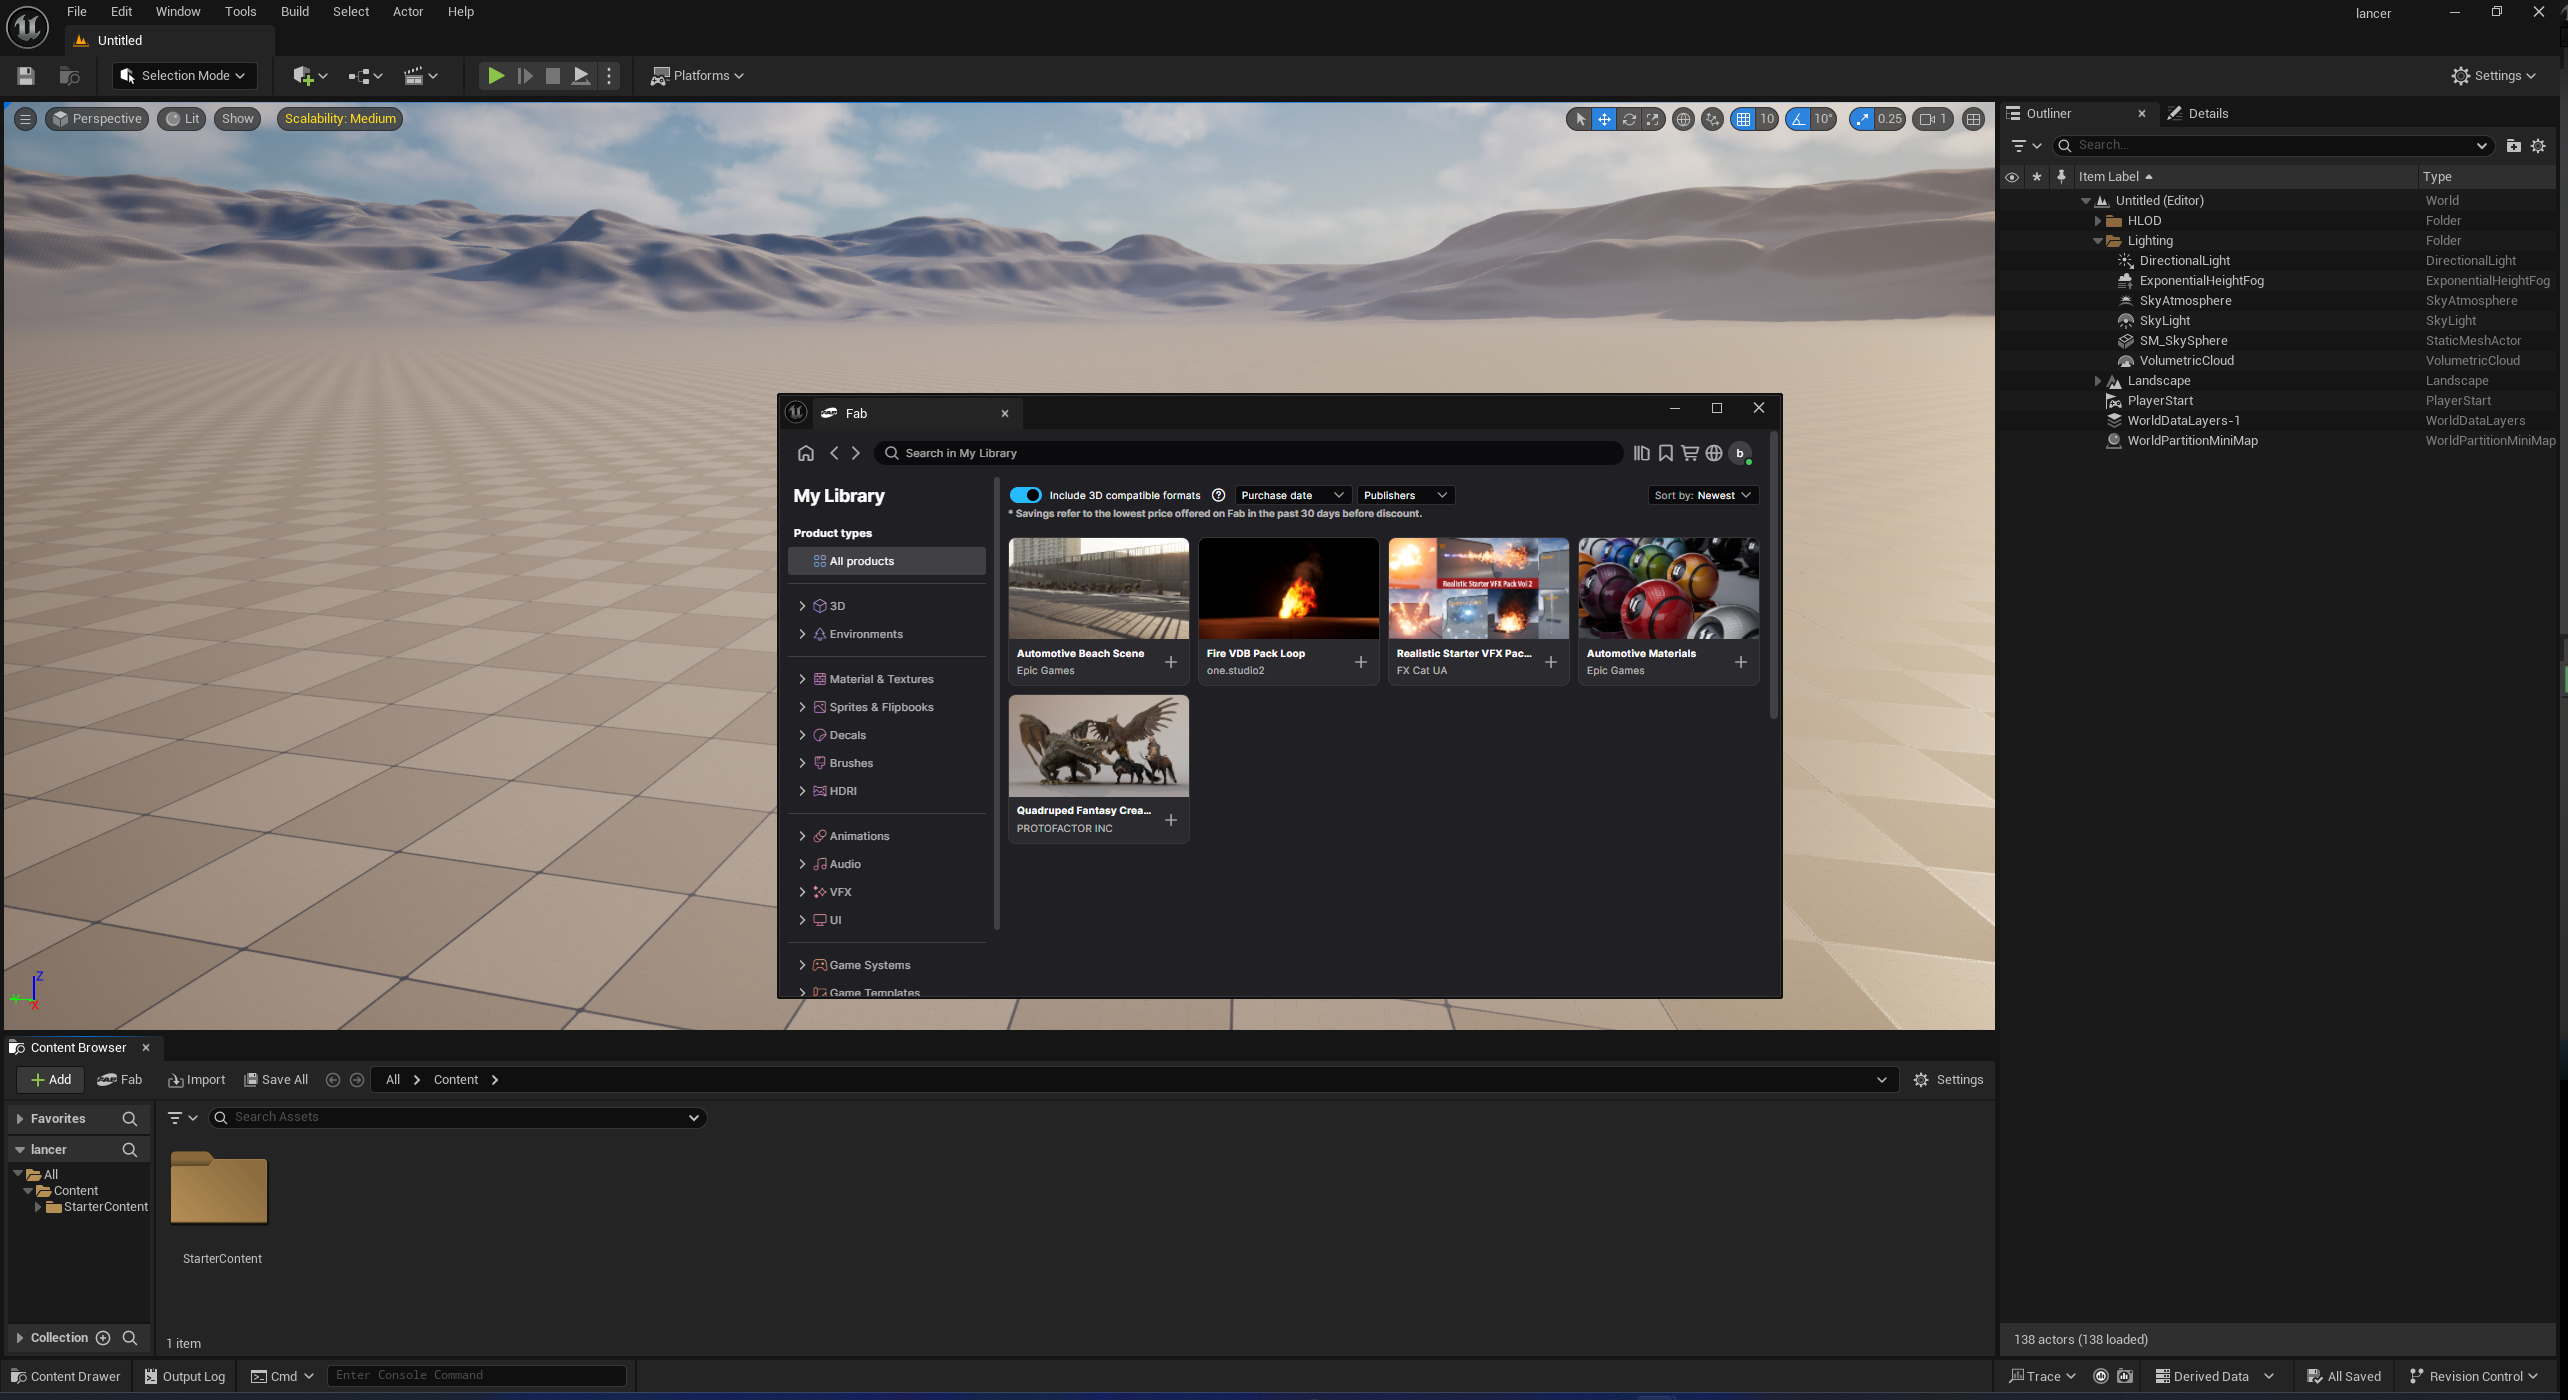 File Edit Window Tools Build Select Actor Help
lancer
Untitled
Selection Mode
Platforms
Settings
Perspective
Lit
Show
Scalability: Medium
10
10°
0.25
1
Outliner
Details
Search...
Item Label
Type
Untitled (Editor) World
HLOD Folder
Lighting Folder
DirectionalLight DirectionalLight
ExponentialHeightFog ExponentialHeightFog
SkyAtmosphere SkyAtmosphere
SkyLight SkyLight
SM_SkySphere StaticMeshActor
VolumetricCloud VolumetricCloud
Landscape Landscape
PlayerStart PlayerStart
WorldDataLayers-1 WorldDataLayers
WorldPartitionMiniMap WorldPartitionMiniMap
138 actors (138 loaded)
Fab
Search in My Library
b
My Library
Product types
All products
3D
Environments
Material & Textures
Sprites & Flipbooks
Decals
Brushes
HDRI
Animations
Audio
VFX
UI
Game Systems
Game Templates
Include 3D compatible formats
Purchase date
Publishers
Sort by: Newest
* Savings refer to the lowest price offered on Fab in the past 30 days before discount.
Automotive Beach Scene
Epic Games
Fire VDB Pack Loop
one.studio2
Realistic Starter VFX Pack Vol 2
Realistic Starter VFX Pac...
FX Cat UA
Automotive Materials
Epic Games
Quadruped Fantasy Crea...
PROTOFACTOR INC
Z
Y
X
Content Browser
Add
Fab
Import
Save All
All
Content
Settings
Favorites
Search Assets
lancer
All
Content
StarterContent
StarterContent
Collection
1 item
Content Drawer
Output Log
Cmd
Enter Console Command
Trace
Derived Data
All Saved
Revision Control